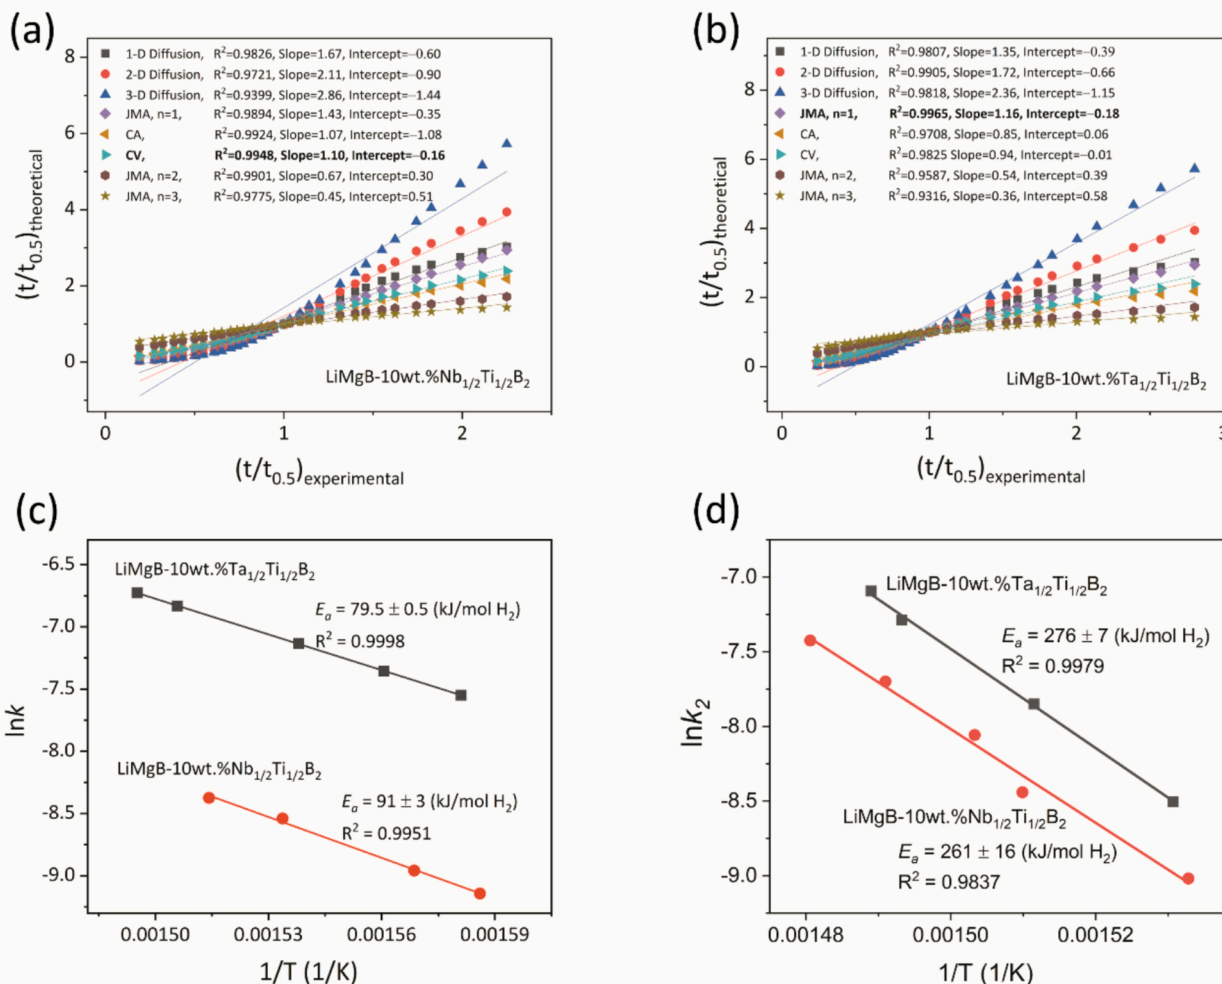 (a)
8
6
4
2
0
(t/t0.5)theoretical
1-D Diffusion, R2=0.9826, Slope=1.67, Intercept=−0.60
2-D Diffusion, R2=0.9721, Slope=2.11, Intercept=−0.90
3-D Diffusion, R2=0.9399, Slope=2.86, Intercept=−1.44
JMA, n=1, R2=0.9894, Slope=1.43, Intercept=−0.35
CA, R2=0.9924, Slope=1.07, Intercept=−1.08
CV, R2=0.9948, Slope=1.10, Intercept=−0.16
JMA, n=2, R2=0.9901, Slope=0.67, Intercept=0.30
JMA, n=3, R2=0.9775, Slope=0.45, Intercept=0.51
LiMgB-10wt.%Nb1/2Ti1/2B2
0 1 2
(t/t0.5)experimental
(b)
8
6
4
2
0
(t/t0.5)theoretical
1-D Diffusion, R2=0.9807, Slope=1.35, Intercept=−0.39
2-D Diffusion, R2=0.9905, Slope=1.72, Intercept=−0.66
3-D Diffusion, R2=0.9818, Slope=2.36, Intercept=−1.15
JMA, n=1, R2=0.9965, Slope=1.16, Intercept=−0.18
CA, R2=0.9708, Slope=0.85, Intercept=0.06
CV, R2=0.9825 Slope=0.94, Intercept=−0.01
JMA, n=2, R2=0.9587, Slope=0.54, Intercept=0.39
JMA, n=3, R2=0.9316, Slope=0.36, Intercept=0.58
LiMgB-10wt.%Ta1/2Ti1/2B2
0 1 2 3
(t/t0.5)experimental
(c)
-6.5
-7.0
-7.5
-8.0
-8.5
-9.0
lnk
LiMgB-10wt.%Ta1/2Ti1/2B2
Ea = 79.5 ± 0.5 (kJ/mol H2)
R2 = 0.9998
LiMgB-10wt.%Nb1/2Ti1/2B2
Ea = 91 ± 3 (kJ/mol H2)
R2 = 0.9951
0.00150 0.00153 0.00156 0.00159
1/T (1/K)
(d)
-7.0
-7.5
-8.0
-8.5
-9.0
lnk2
LiMgB-10wt.%Ta1/2Ti1/2B2
Ea = 276 ± 7 (kJ/mol H2)
R2 = 0.9979
LiMgB-10wt.%Nb1/2Ti1/2B2
Ea = 261 ± 16 (kJ/mol H2)
R2 = 0.9837
0.00148 0.00150 0.00152
1/T (1/K)